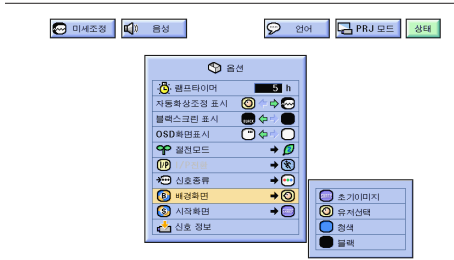 미세조정
음성
언어
PRJ 모드
상태
옵션
램프타이머 5 h
자동화상조정 표시
블랙스크린 표시
OSD화면표시
절전모드
신호종류
배경화면
시작화면
신호 정보
초기이미지
유저선택
청색
블랙